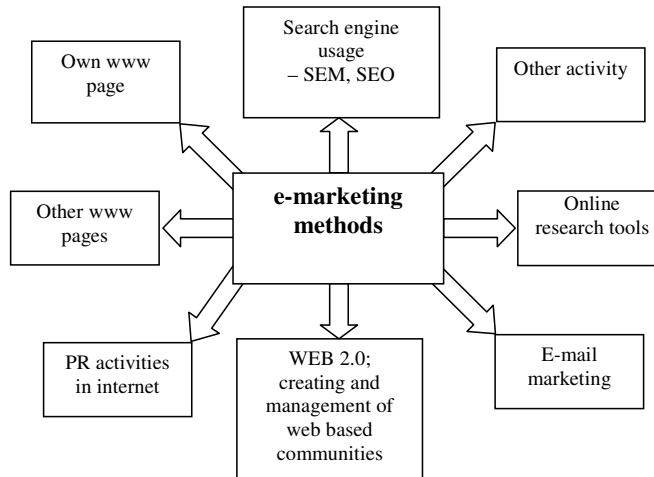 Own www
page
Search engine
usage
– SEM, SEO
Other activity
e-marketing
methods
Other www
pages
Online
research tools
PR activities
in internet
WEB 2.0;
creating and
management of
web based
communities
E-mail
marketing